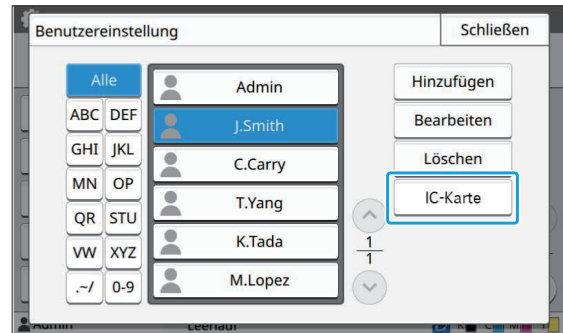 Benutzereinstellung
Schließen
Alle
ABC DEF
GHI JKL
MN OP
QR STU
VW XYZ
.~/ 0-9
Admin
J.Smith
C.Carry
T.Yang
K.Tada
M.Lopez
1
1
Hinzufügen
Bearbeiten
Löschen
IC-Karte
Admin
Leerlauf
K C M Y